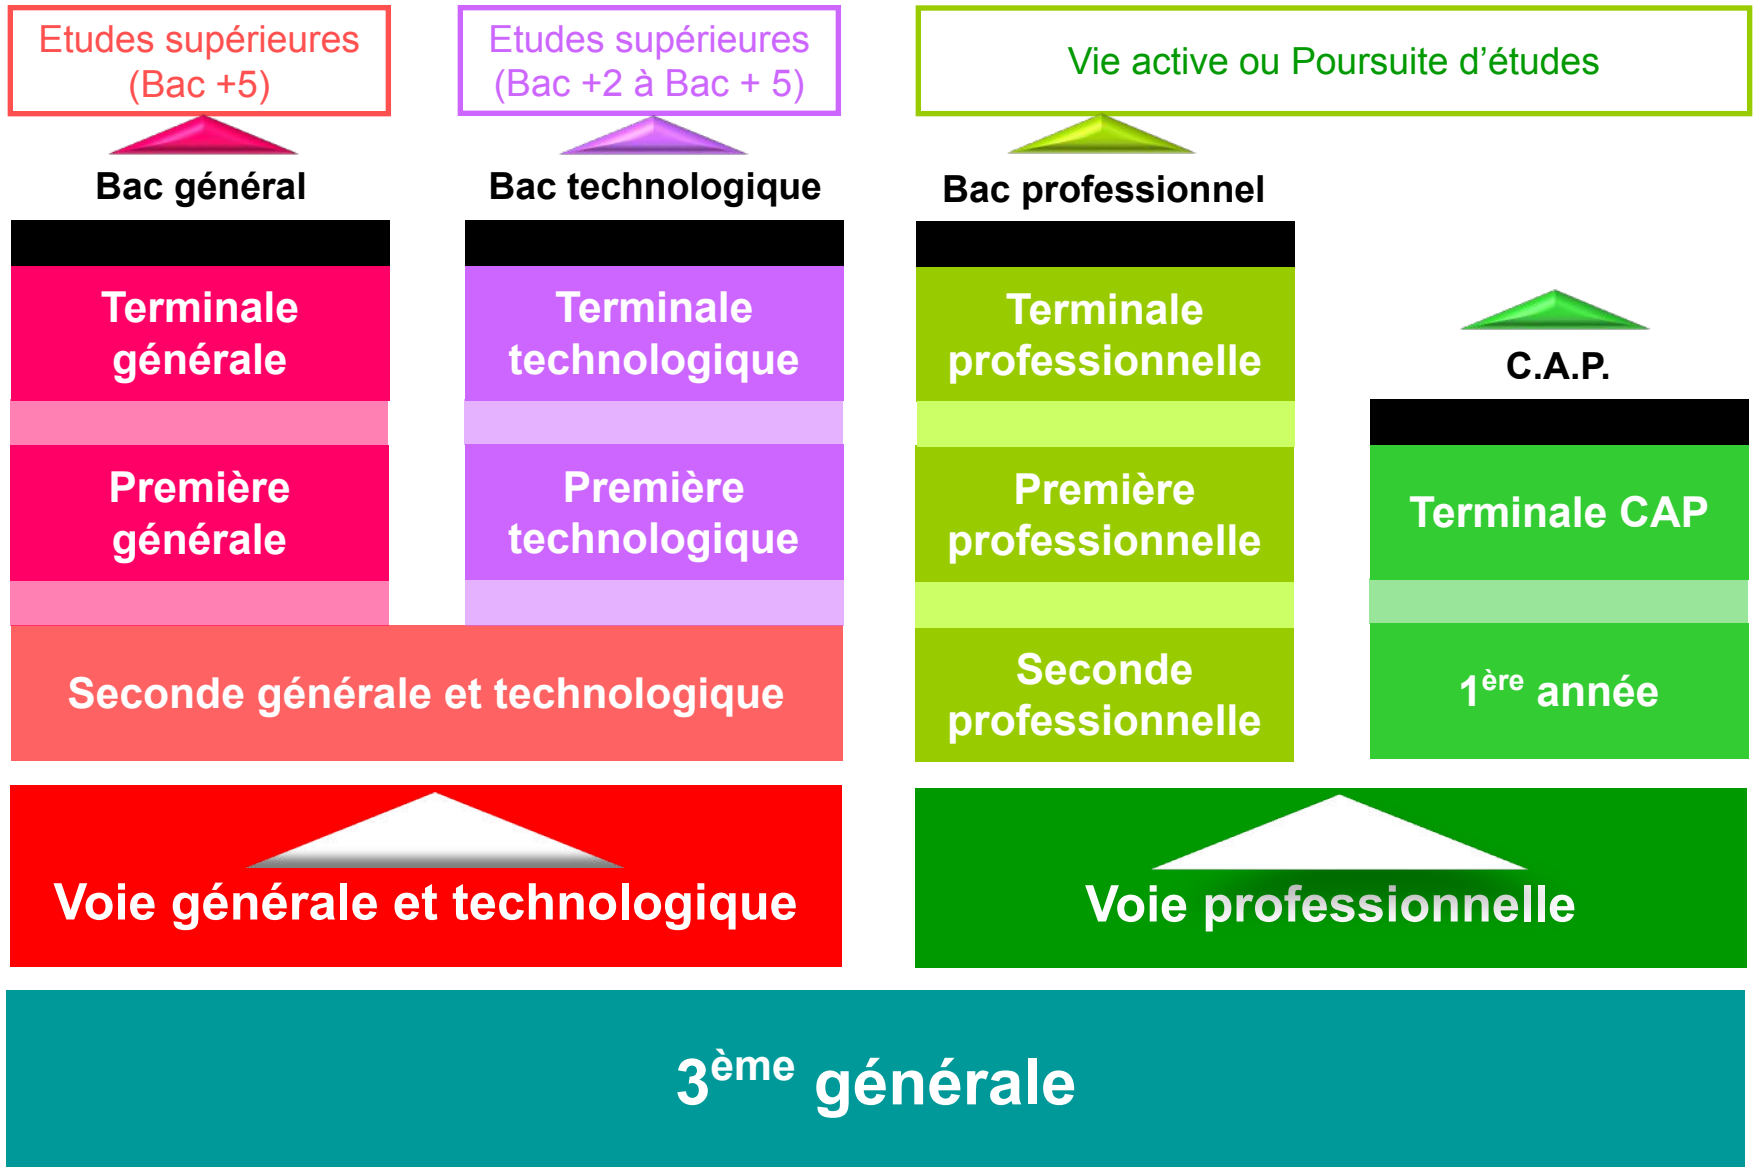 Etudes supérieures
(Bac +5)
Etudes supérieures
(Bac +2 à Bac + 5)
Vie active ou Poursuite d’études
Bac général
Bac technologique
Bac professionnel
Terminale
générale
Terminale
technologique
Terminale
professionnelle
C.A.P.
Première
générale
Première
technologique
Première
professionnelle
Terminale CAP
Seconde générale et technologique
Seconde
professionnelle
1ère année
Voie générale et technologique
Voie professionnelle
3ème générale